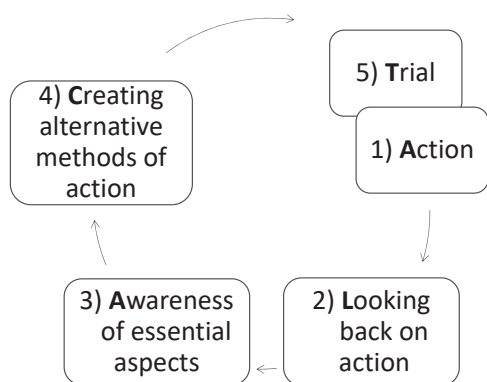 5) Trial
1) Action
2) Looking
back on
action
3) Awareness
of essential
aspects
4) Creating
alternative
methods of
action